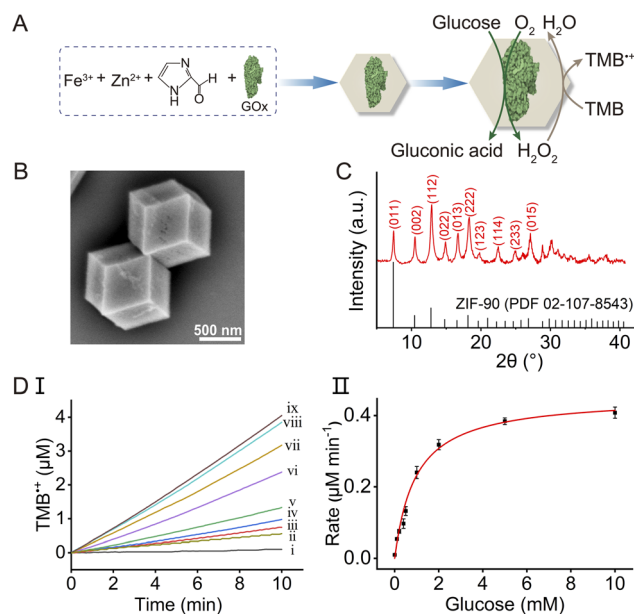 A
Fe³⁺ + Zn²⁺ + N NH O H + GOx
Glucose O₂ H₂O
TMB•⁺
TMB
Gluconic acid H₂O₂
B
500 nm
C
Intensity (a.u.)
(011)
(002)
(112)
(022)
(013)
(222)
(123)
(114)
(233)
(015)
ZIF-90 (PDF 02-107-8543)
10 20 30 40
2θ (°)
D I
TMB•⁺ (µM)
4
3
2
1
0
ix
viii
vii
vi
v
iv
iii
ii
i
0 2 4 6 8 10
Time (min)
II
Rate (µM min⁻¹)
0.4
0.2
0.0
0 2 4 6 8 10
Glucose (mM)